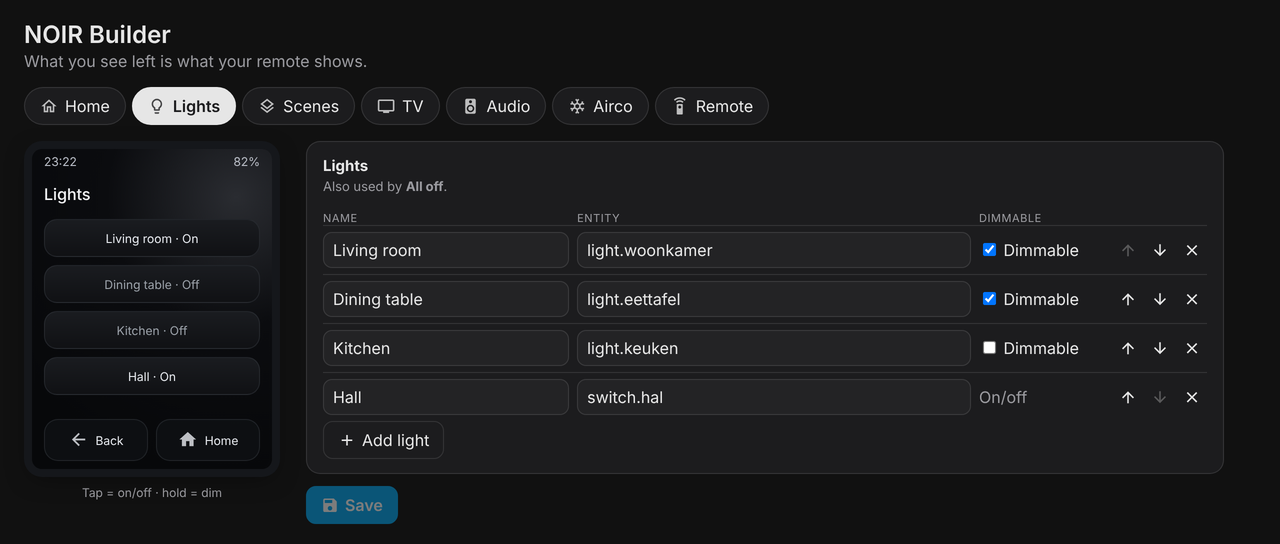 NOIR Builder
What you see left is what your remote shows.
Home Lights Scenes TV Audio Airco Remote
23:22 82%
Lights
Living room · On
Dining table · Off
Kitchen · Off
Hall · On
Back Home
Tap = on/off · hold = dim
Lights
Also used by All off.
NAME ENTITY DIMMABLE
Living room light.woonkamer Dimmable
Dining table light.eettafel Dimmable
Kitchen light.keuken Dimmable
Hall switch.hal On/off
Add light
Save